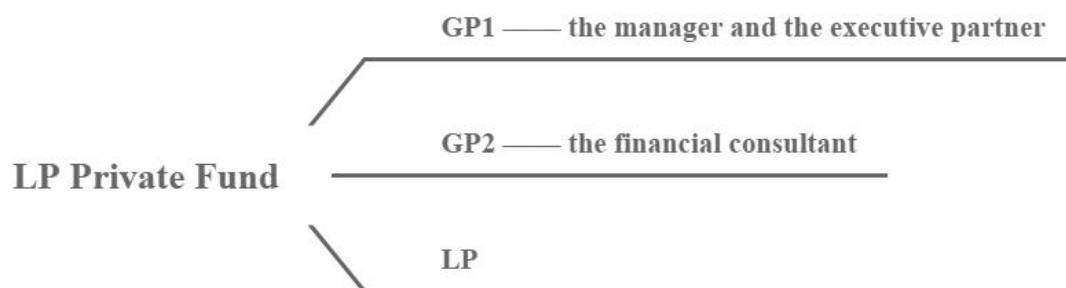 GP1 —— the manager and the executive partner
GP2 —— the financial consultant
LP Private Fund
LP